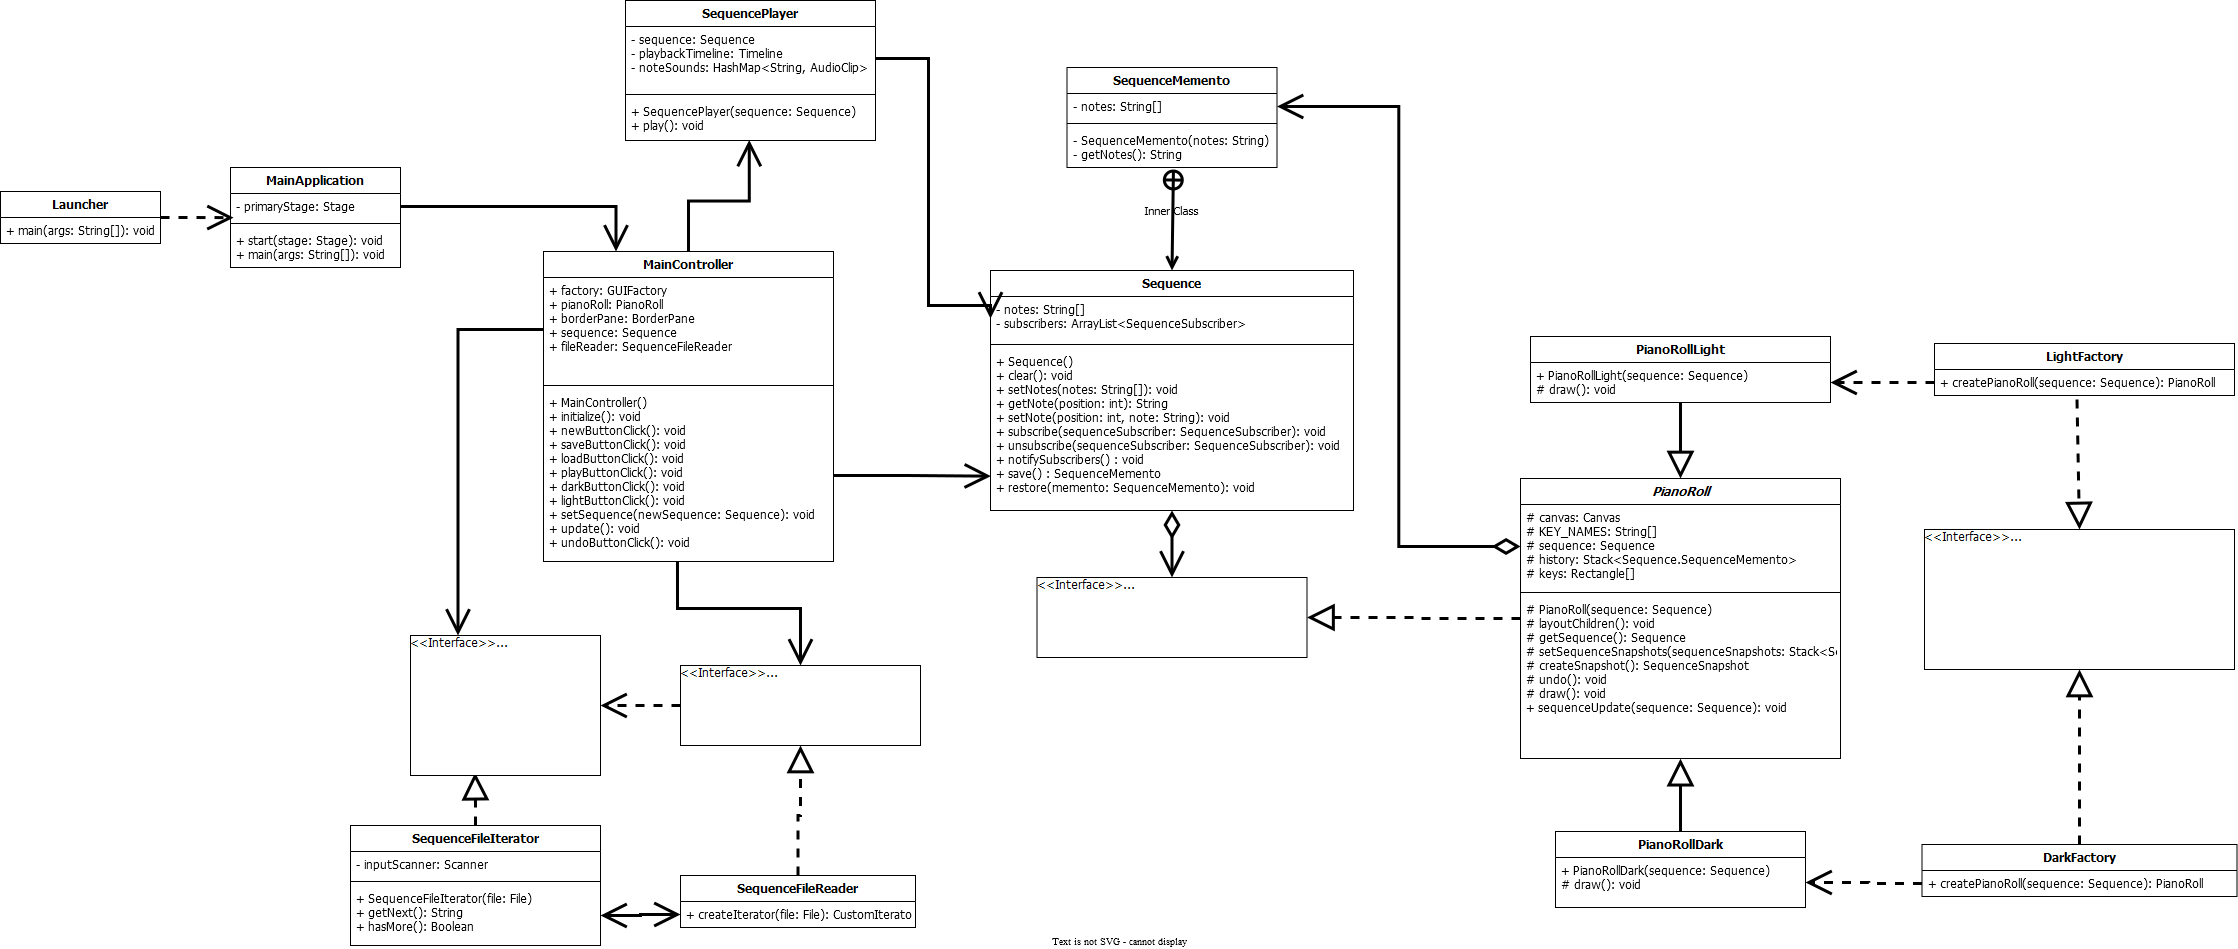 SequencePlayer
- sequence: Sequence
- playbackTimeline: Timeline
- noteSounds: HashMap<String, AudioClip>
+ SequencePlayer(sequence: Sequence)
+ play(): void
SequenceMemento
- notes: String[]
- SequenceMemento(notes: String)
- getNotes(): String
Inner Class
Launcher
+ main(args: String[]): void
MainApplication
- primaryStage: Stage
+ start(stage: Stage): void
+ main(args: String[]): void
MainController
+ factory: GUIFactory
+ pianoRoll: PianoRoll
+ borderPane: BorderPane
+ sequence: Sequence
+ fileReader: SequenceFileReader
+ MainController()
+ initialize(): void
+ newButtonClick(): void
+ saveButtonClick(): void
+ loadButtonClick(): void
+ playButtonClick(): void
+ darkButtonClick(): void
+ lightButtonClick(): void
+ setSequence(newSequence: Sequence): void
+ update(): void
+ undoButtonClick(): void
Sequence
- notes: String[]
- subscribers: ArrayList<SequenceSubscriber>
+ Sequence()
+ clear(): void
+ setNotes(notes: String[]): void
+ getNote(position: int): String
+ setNote(position: int, note: String): void
+ subscribe(sequenceSubscriber: SequenceSubscriber): void
+ unsubscribe(sequenceSubscriber: SequenceSubscriber): void
+ notifySubscribers() : void
+ save() : SequenceMemento
+ restore(memento: SequenceMemento): void
PianoRollLight
+ PianoRollLight(sequence: Sequence)
# draw(): void
LightFactory
+ createPianoRoll(sequence: Sequence): PianoRoll
PianoRoll
# canvas: Canvas
# KEY_NAMES: String[]
# sequence: Sequence
# history: Stack<Sequence.SequenceMemento>
# keys: Rectangle[]
# PianoRoll(sequence: Sequence)
# layoutChildren(): void
# getSequence(): Sequence
# setSequenceSnapshots(sequenceSnapshots: Stack<S
# createSnapshot(): SequenceSnapshot
# undo(): void
# draw(): void
+ sequenceUpdate(sequence: Sequence): void
<<Interface>>...
<<Interface>>...
<<Interface>>...
<<Interface>>...
SequenceFileIterator
- inputScanner: Scanner
+ SequenceFileIterator(file: File)
+ getNext(): String
+ hasMore(): Boolean
SequenceFileReader
+ createIterator(file: File): CustomIterato
PianoRollDark
+ PianoRollDark(sequence: Sequence)
# draw(): void
DarkFactory
+ createPianoRoll(sequence: Sequence): PianoRoll
Text is not SVG - cannot display